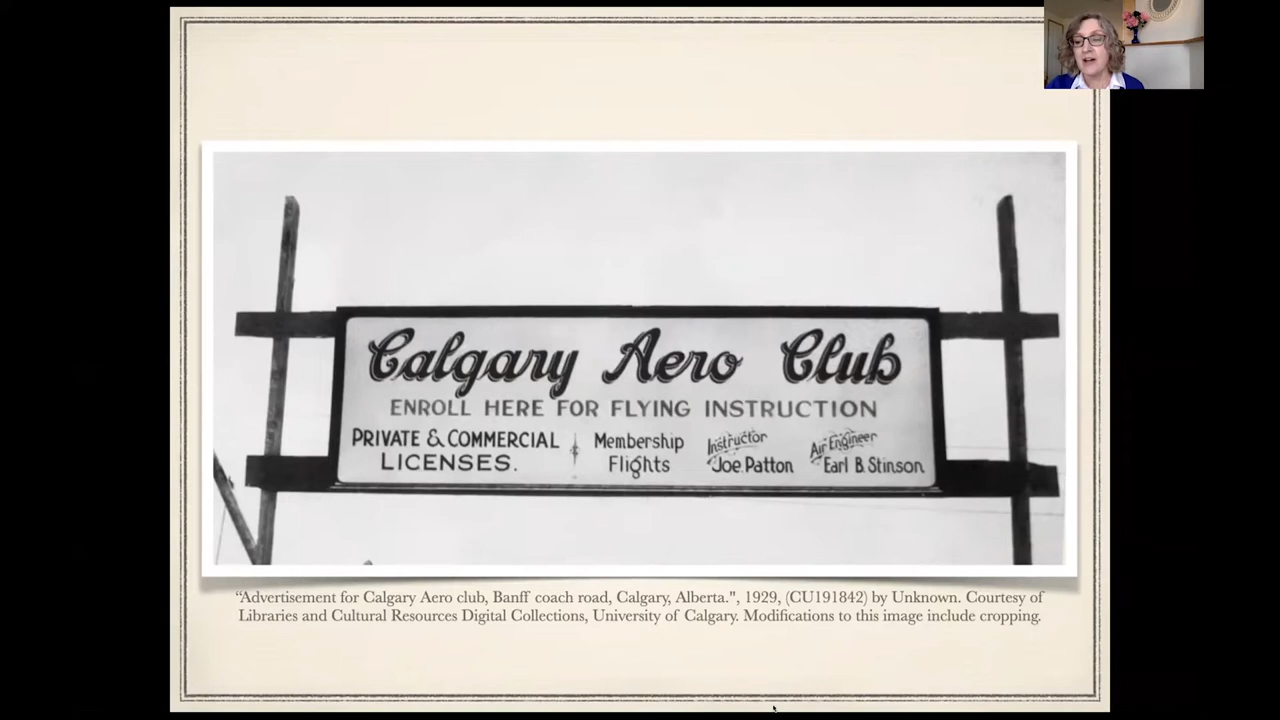 Calgary Aero Club
ENROLL HERE FOR FLYING INSTRUCTION
PRIVATE & COMMERCIAL
LICENSES.
Membership
Flights
Instructor
Joe Patton
Air Engineer
Earl B. Stinson.
“Advertisement for Calgary Aero club, Banff coach road, Calgary, Alberta.", 1929, (CU191842) by Unknown. Courtesy of
Libraries and Cultural Resources Digital Collections, University of Calgary. Modifications to this image include cropping.